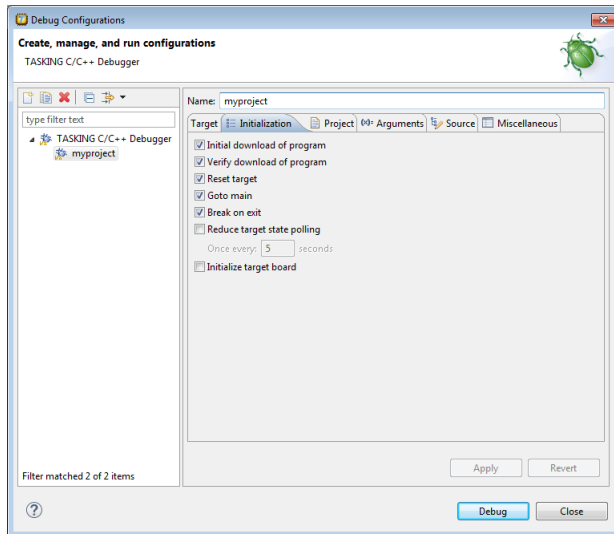 Debug Configurations
Create, manage, and run configurations
TASKING C/C++ Debugger
type filter text
TASKING C/C++ Debugger
myproject
Filter matched 2 of 2 items
Name: myproject
Target Initialization Project (x)= Arguments Source Miscellaneous
Initial download of program
Verify download of program
Reset target
Goto main
Break on exit
Reduce target state polling
Once every: 5 seconds
Initialize target board
Apply Revert
? Debug Close